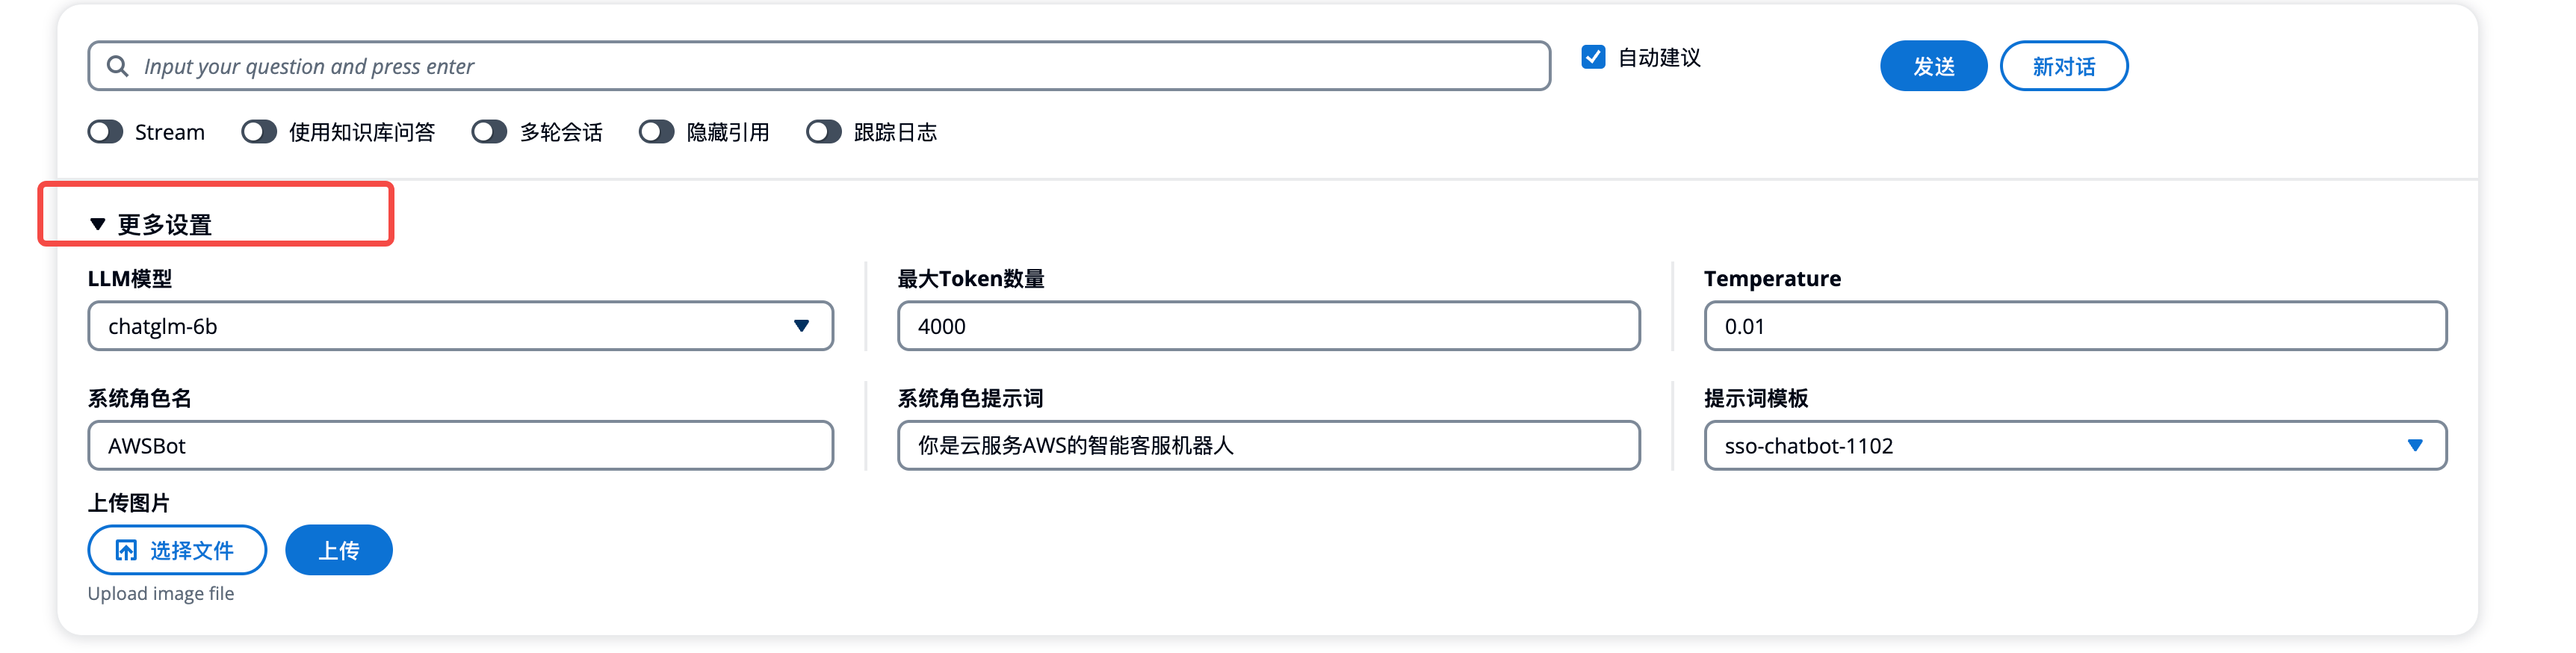 Input your question and press enter
自动建议
发送
新对话
Stream
使用知识库问答
多轮会话
隐藏引用
跟踪日志
更多设置
LLM模型
最大Token数量
Temperature
chatglm-6b
4000
0.01
系统角色名
系统角色提示词
提示词模板
AWSBot
你是云服务AWS的智能客服机器人
sso-chatbot-1102
上传图片
选择文件
上传
Upload image file